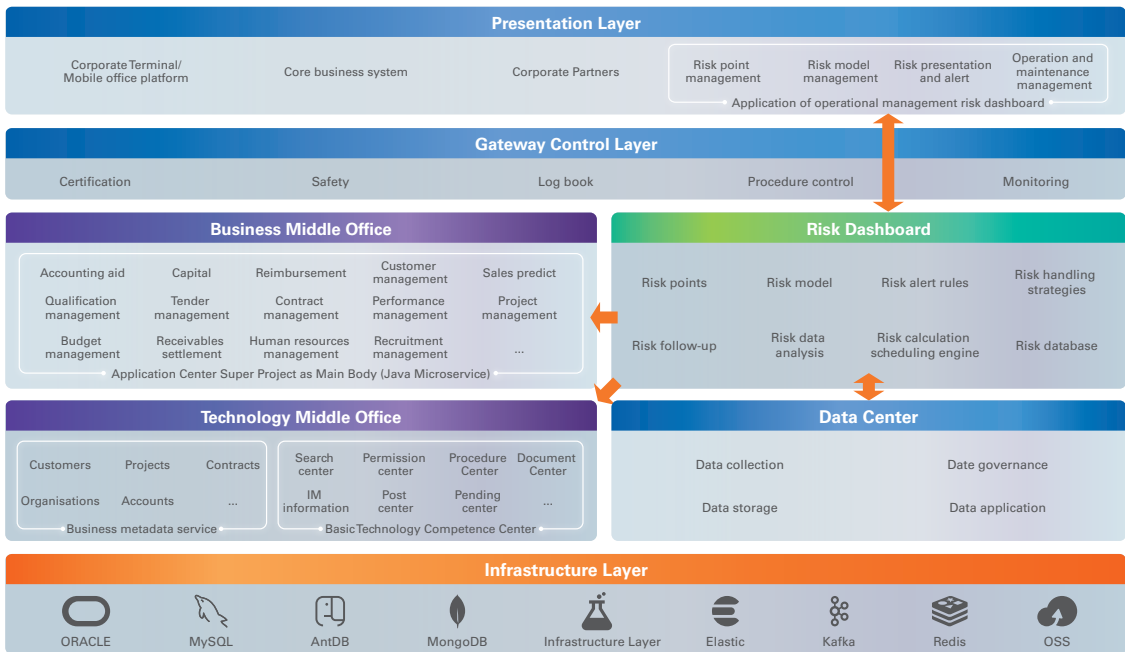 Presentation Layer
Corporate Terminal/
Mobile office platform
Core business system
Corporate Partners
Risk point
management
Risk model
management
Risk presentation
and alert
Operation and
maintenance
management
Application of operational management risk dashboard
Gateway Control Layer
Certification
Safety
Log book
Procedure control
Monitoring
Business Middle Office
Accounting aid
Capital
Reimbursement
Customer
management
Sales predict
Qualification
management
Tender
management
Contract
management
Performance
management
Project
management
Budget
management
Receivables
settlement
Human resources
management
Recruitment
management
...
Application Center Super Project as Main Body (Java Microservice)
Risk Dashboard
Risk points
Risk model
Risk alert rules
Risk handling
strategies
Risk follow-up
Risk data
analysis
Risk calculation
scheduling engine
Risk database
Technology Middle Office
Customers
Projects
Contracts
Organisations
Accounts
...
Business metadata service
Search
center
Permission
center
Procedure
Center
Document
Center
IM
information
Post
center
Pending
center
...
Basic Technology Competence Center
Data Center
Data collection
Date governance
Data storage
Data application
Infrastructure Layer
ORACLE
MySQL
AntDB
MongoDB
Infrastructure Layer
Elastic
Kafka
Redis
OSS